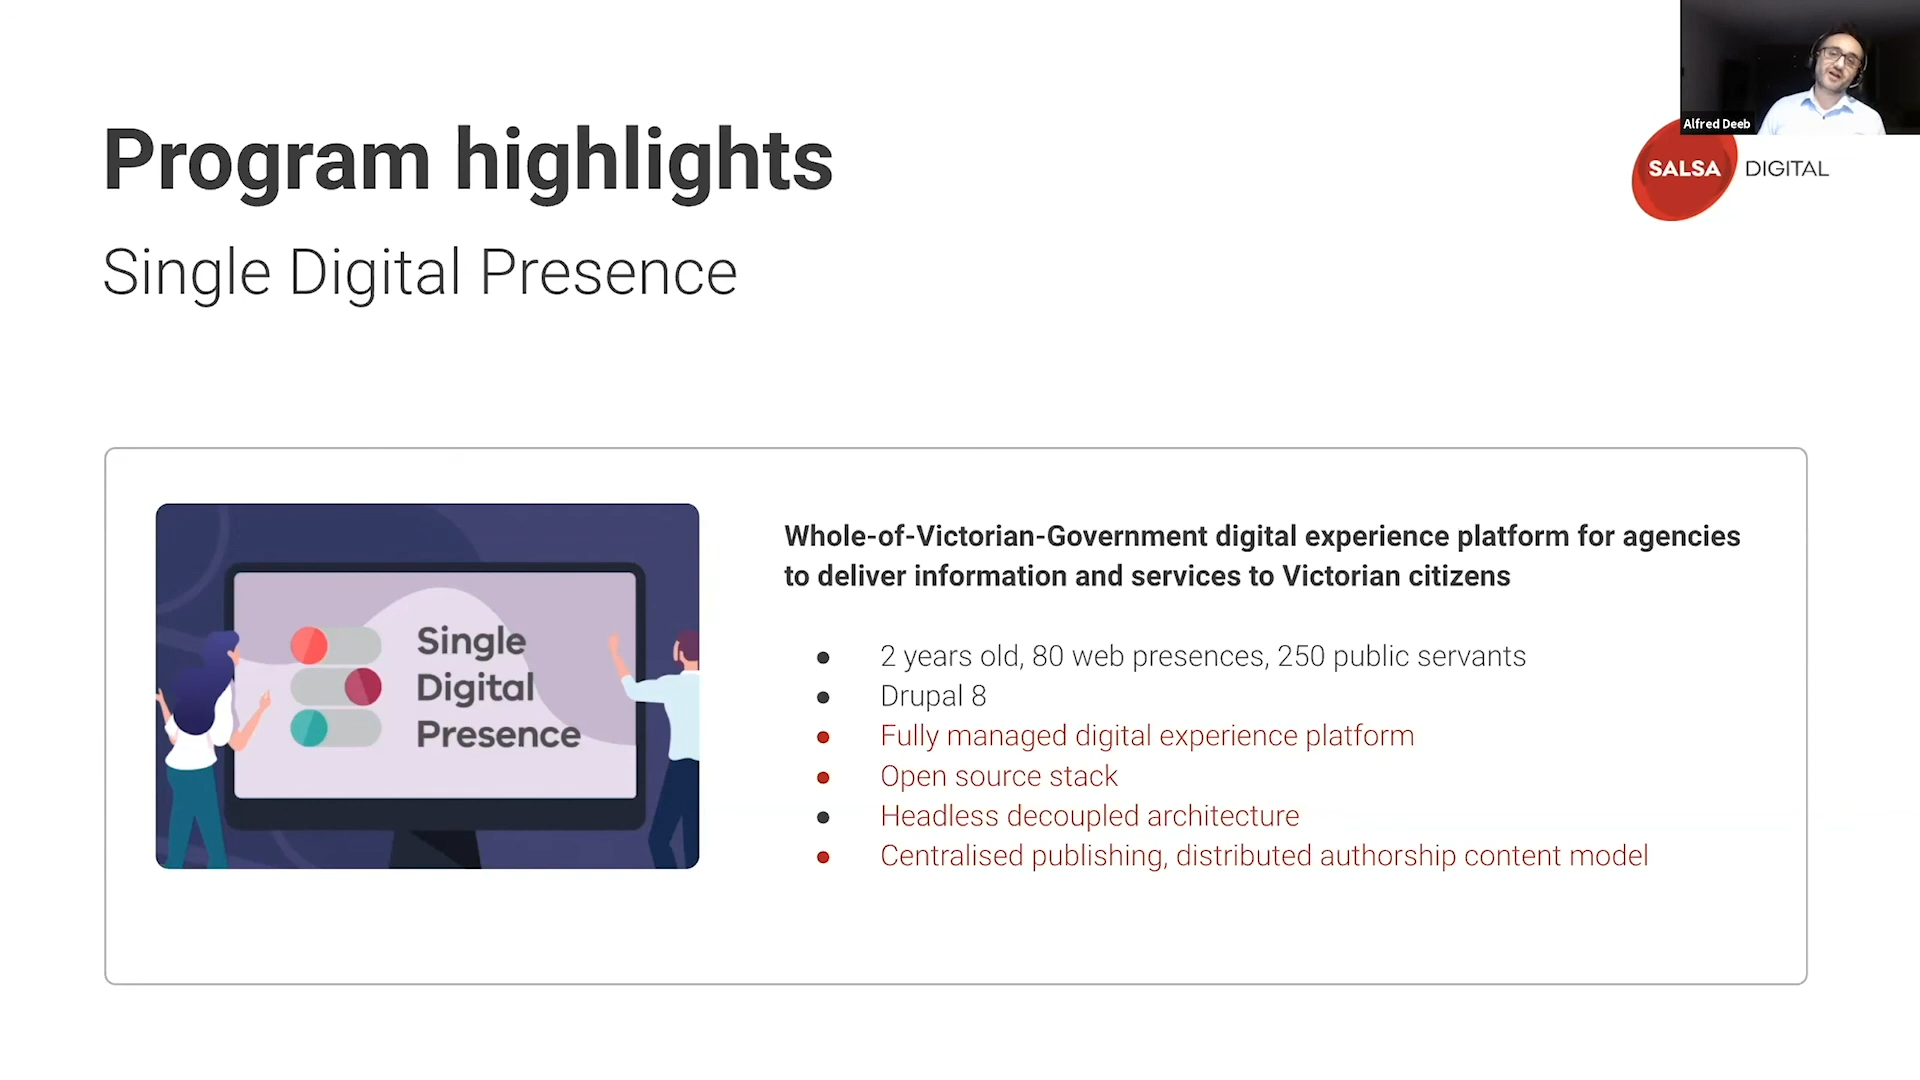 Alfred Deeb
SALSA DIGITAL
Program highlights
Single Digital Presence
Single
Digital
Presence
Whole-of-Victorian-Government digital experience platform for agencies
to deliver information and services to Victorian citizens
● 2 years old, 80 web presences, 250 public servants
● Drupal 8
● Fully managed digital experience platform
● Open source stack
● Headless decoupled architecture
● Centralised publishing, distributed authorship content model